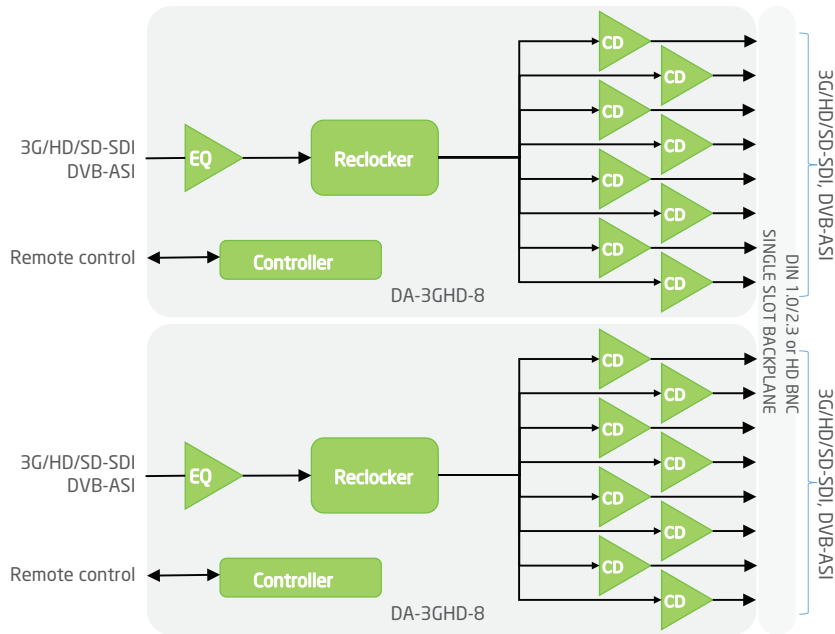 3G/HD/SD-SDI
DVB-ASI
EQ
Reclocker
CD
CD
CD
CD
CD
CD
CD
CD
3G/HD/SD-SDI, DVB-ASI
Remote control
Controller
DA-3GHD-8
DIN 1.0/2.3 or HD BNC
SINGLE SLOT BACKPLANE
3G/HD/SD-SDI
DVB-ASI
EQ
Reclocker
CD
CD
CD
CD
CD
CD
CD
CD
3G/HD/SD-SDI, DVB-ASI
Remote control
Controller
DA-3GHD-8